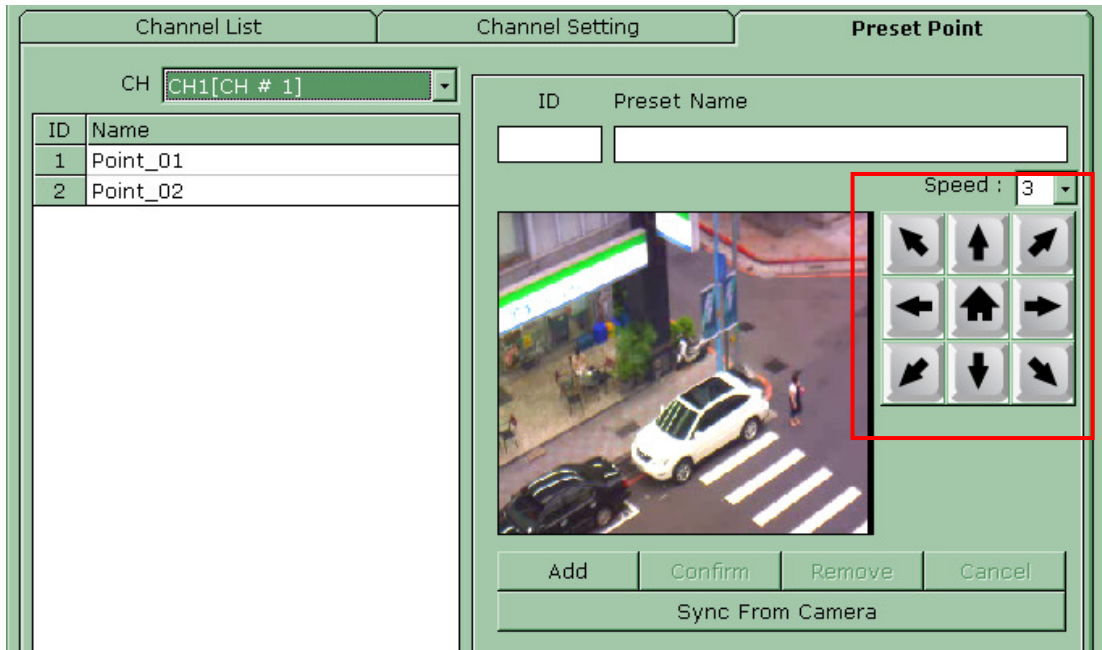 Channel List
Channel Setting
Preset Point
CH
CH1[CH # 1]
ID
Name
1
Point_01
2
Point_02
ID
Preset Name
Speed :
3
Add
Confirm
Remove
Cancel
Sync From Camera